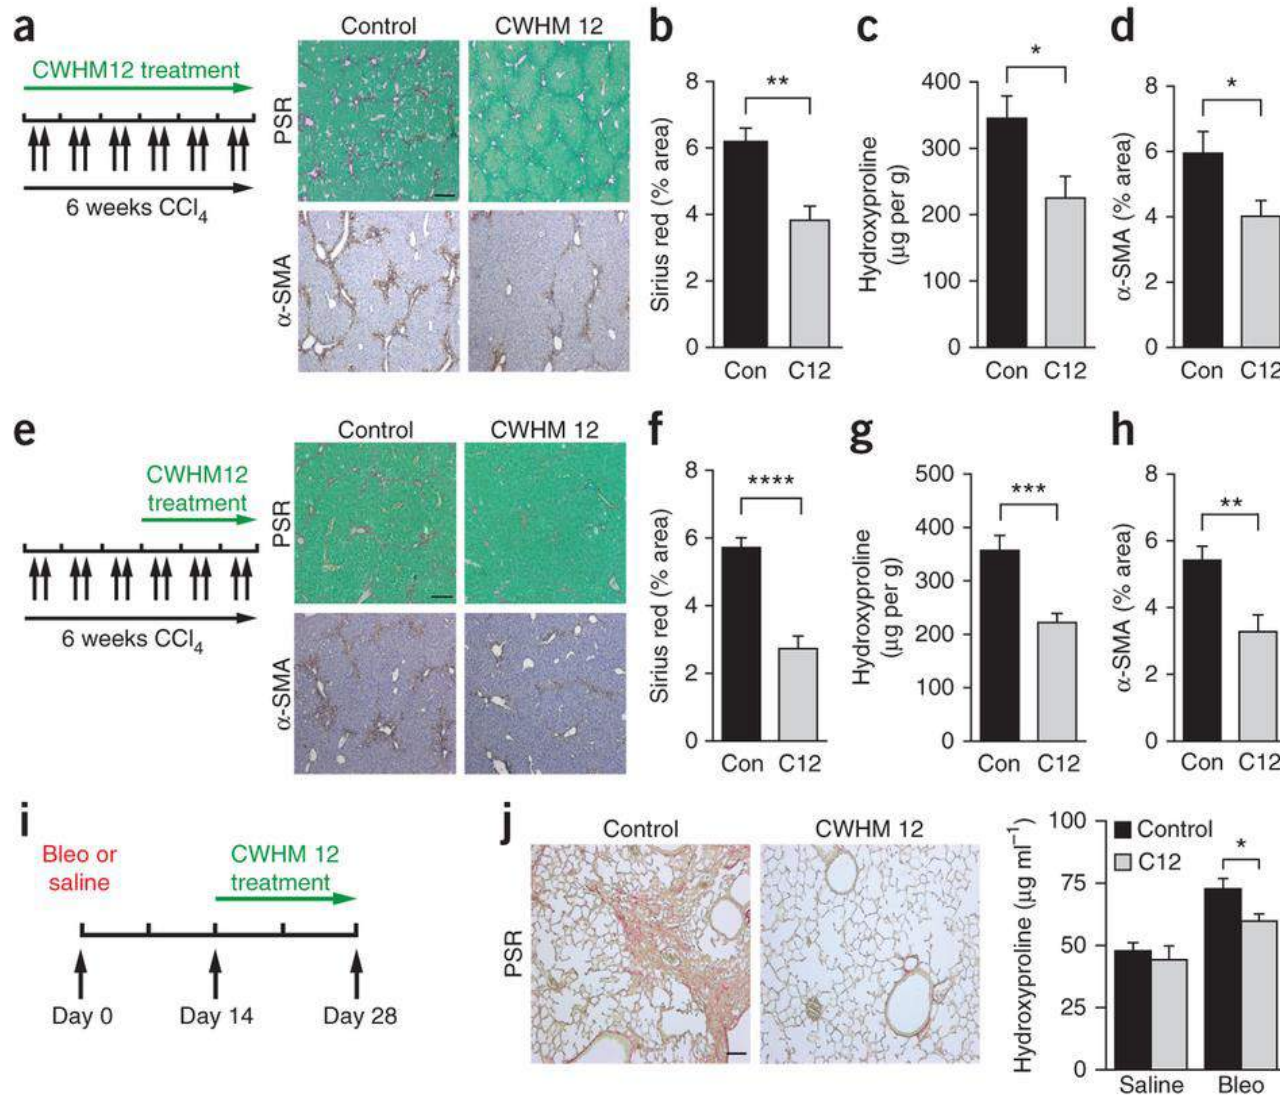 a
CWHM12 treatment
6 weeks CCl₄
Control
CWHM 12
PSR
α-SMA
b
Sirius red (% area)
8
6
4
2
0
**
Con
C12
c
Hydroxyproline
(μg per g)
400
300
200
100
0
*
Con
C12
d
α-SMA (% area)
8
6
4
2
0
*
Con
C12
e
CWHM12
treatment
6 weeks CCl₄
Control
CWHM 12
PSR
α-SMA
f
Sirius red (% area)
8
6
4
2
0
****
Con
C12
g
Hydroxyproline
(μg per g)
500
400
300
200
100
0
***
Con
C12
h
α-SMA (% area)
8
6
4
2
0
**
Con
C12
i
Bleo or
saline
CWHM 12
treatment
Day 0
Day 14
Day 28
j
Control
CWHM 12
PSR
Hydroxyproline (μg ml⁻¹)
100
75
50
25
0
Control
C12
*
Saline
Bleo